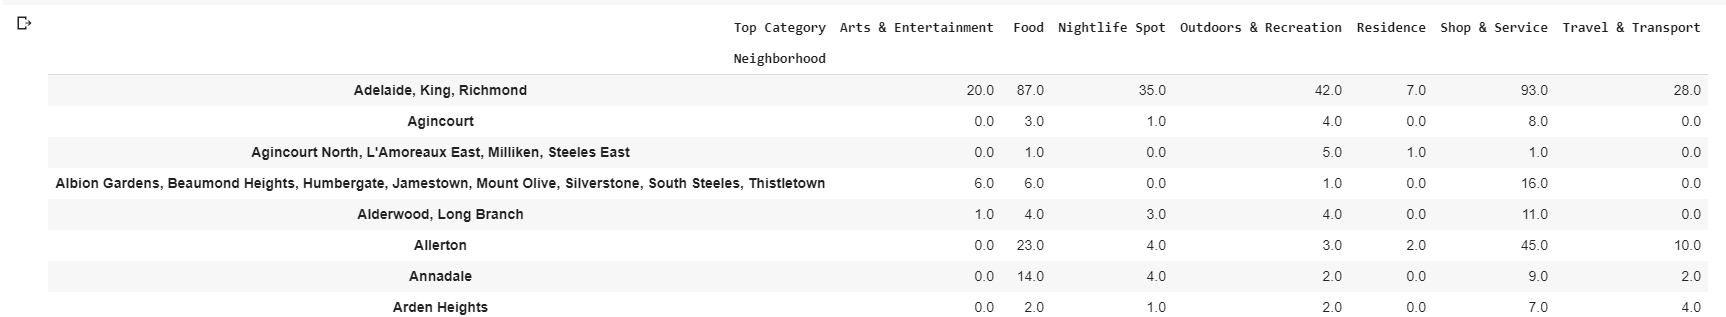 Top Category Arts & Entertainment Food Nightlife Spot Outdoors & Recreation Residence Shop & Service Travel & Transport
Neighborhood
Adelaide, King, Richmond 20.0 87.0 35.0 42.0 7.0 93.0 28.0
Agincourt 0.0 3.0 1.0 4.0 0.0 8.0 0.0
Agincourt North, L'Amoreaux East, Milliken, Steeles East 0.0 1.0 0.0 5.0 1.0 1.0 0.0
Albion Gardens, Beaumond Heights, Humbergate, Jamestown, Mount Olive, Silverstone, South Steeles, Thistletown 6.0 6.0 0.0 1.0 0.0 16.0 0.0
Alderwood, Long Branch 1.0 4.0 3.0 4.0 0.0 11.0 0.0
Allerton 0.0 23.0 4.0 3.0 2.0 45.0 10.0
Annadale 0.0 14.0 4.0 2.0 0.0 9.0 2.0
Arden Heights 0.0 2.0 1.0 2.0 0.0 7.0 4.0